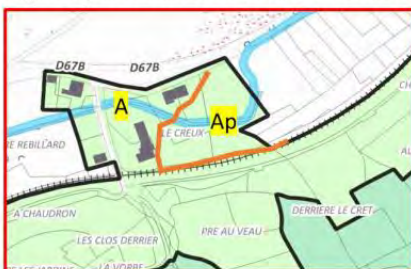 D67B D67B
A
Ap
LE CREUX
E REBILLARD
A CHAUDRON
DERRIERE LE CRET
LES CLOS DERRIER
PRE AU VEAU
LA VORBE